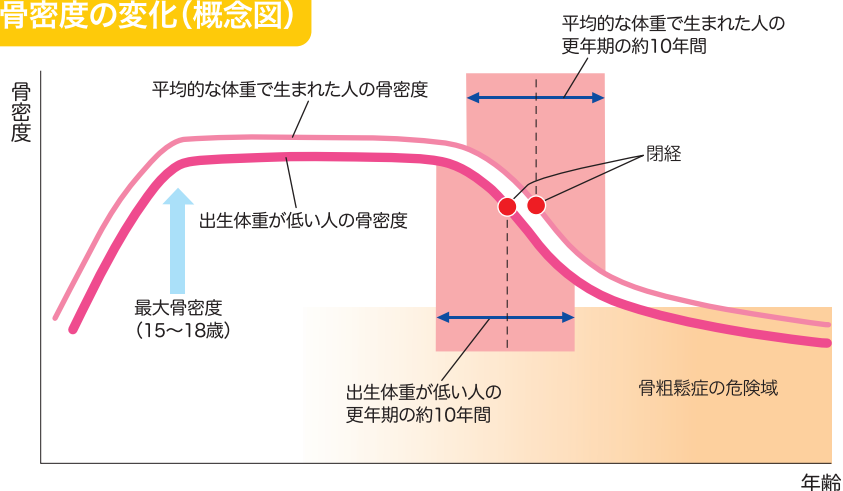 骨密度の変化(概念図)
平均的な体重で生まれた人の
更年期の約10年間
骨密度
平均的な体重で生まれた人の骨密度
閉経
出生体重が低い人の骨密度
最大骨密度
(15〜18歳)
出生体重が低い人の
更年期の約10年間
骨粗鬆症の危険域
年齢